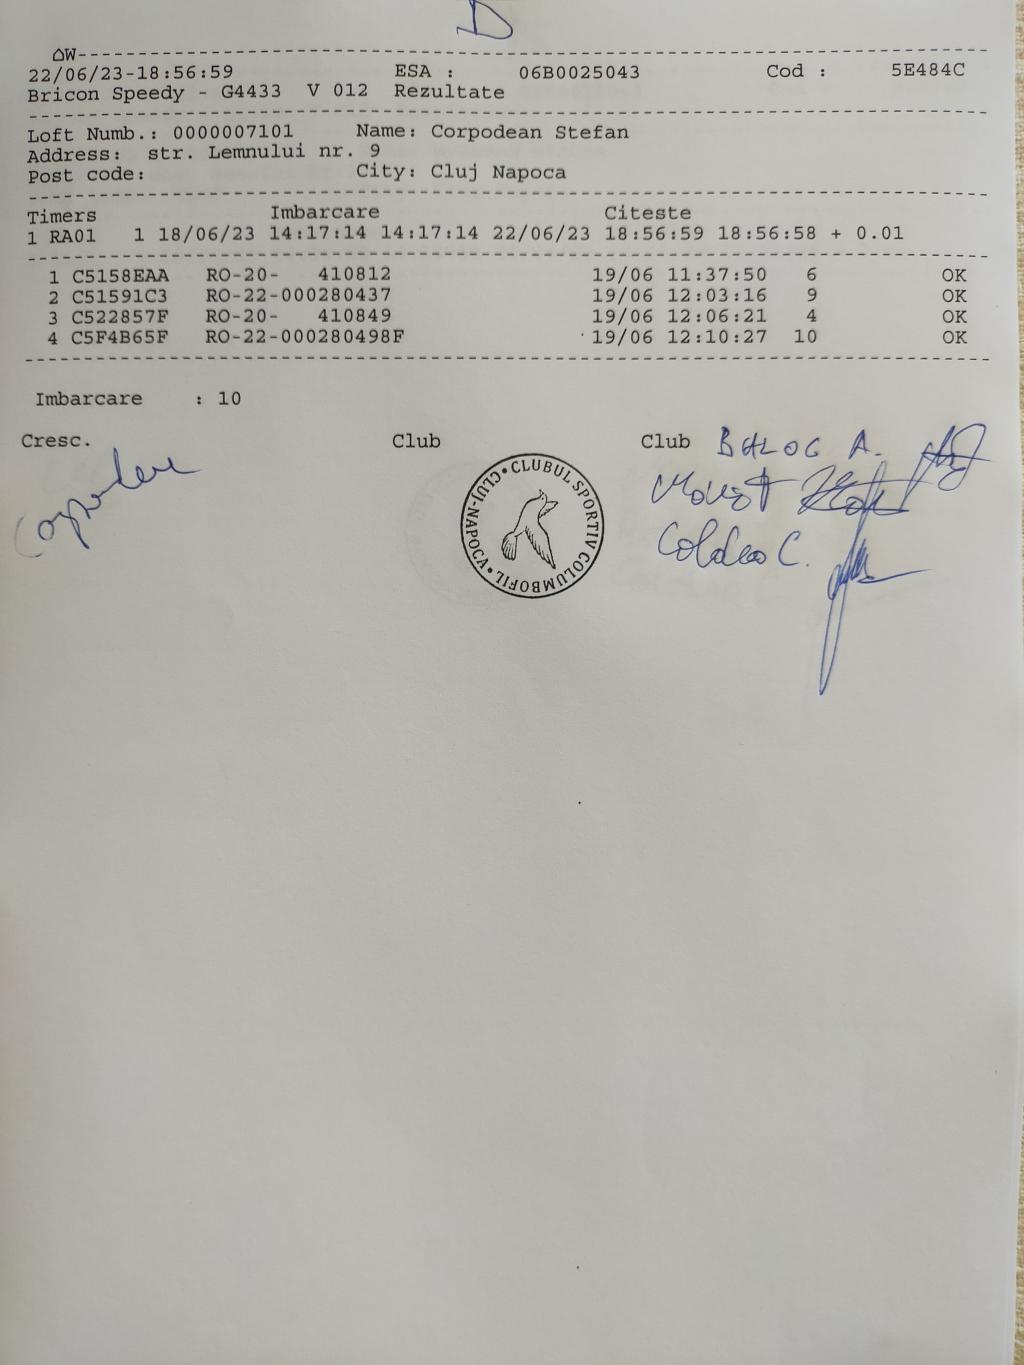 D
⌂W
22/06/23-18:56:59 ESA : 06B0025043 Cod : 5E484C
Bricon Speedy - G4433 V 012 Rezultate
Loft Numb.: 0000007101 Name: Corpodean Stefan
Address: str. Lemnului nr. 9
Post code: City: Cluj Napoca
Timers Imbarcare Citeste
1 RA01 1 18/06/23 14:17:14 14:17:14 22/06/23 18:56:59 18:56:58 + 0.01
1 C5158EAA RO-20- 410812 19/06 11:37:50 6 OK
2 C51591C3 RO-22-000280437 19/06 12:03:16 9 OK
3 C522857F RO-20- 410849 19/06 12:06:21 4 OK
4 C5F4B65F RO-22-000280498F 19/06 12:10:27 10 OK
Imbarcare : 10
Cresc. Club Club BALOG A.
C.
CLUBUL SPORTIV COLUMBOFIL • CLUJ-NAPOCA •